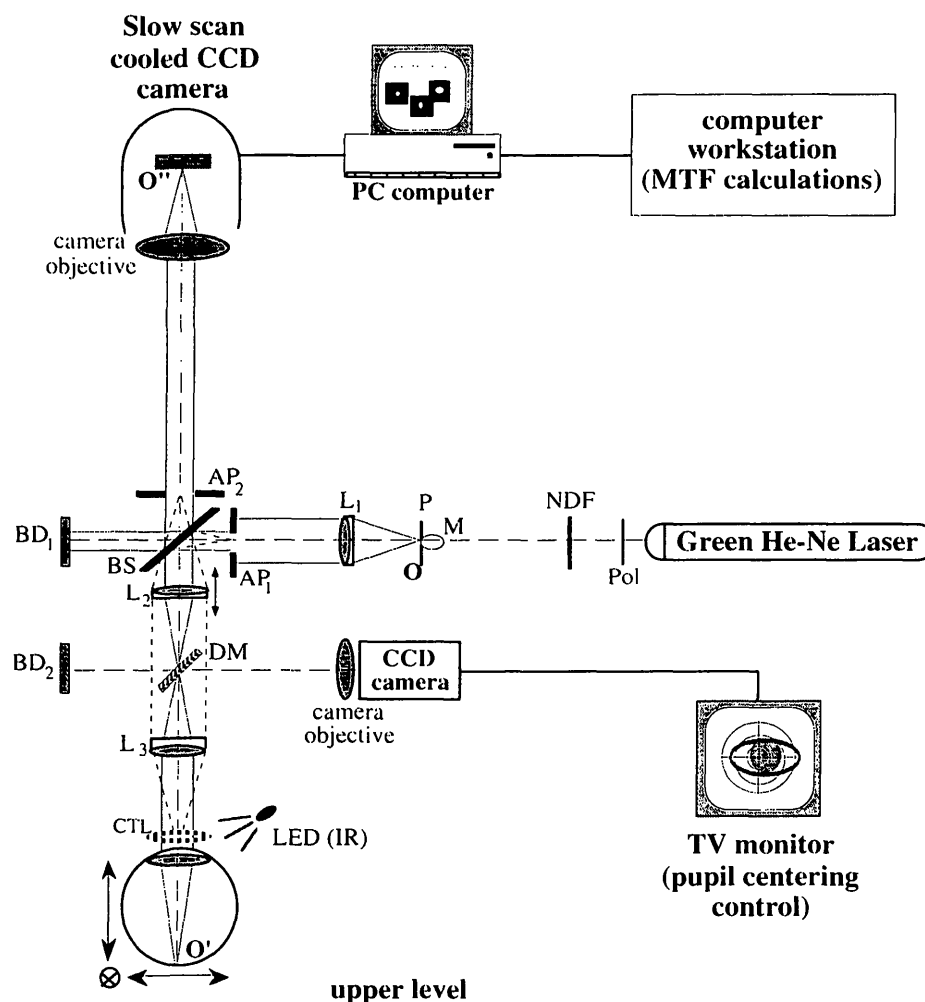 Slow scan
cooled CCD
camera
O''
camera
objective
PC computer
computer
workstation
(MTF calculations)
AP2
BD1
BS
AP1
L1
P
M
O
NDF
Pol
Green He-Ne Laser
L2
DM
BD2
CCD
camera
camera
objective
L3
CTL
LED (IR)
O'
TV monitor
(pupil centering
control)
upper level